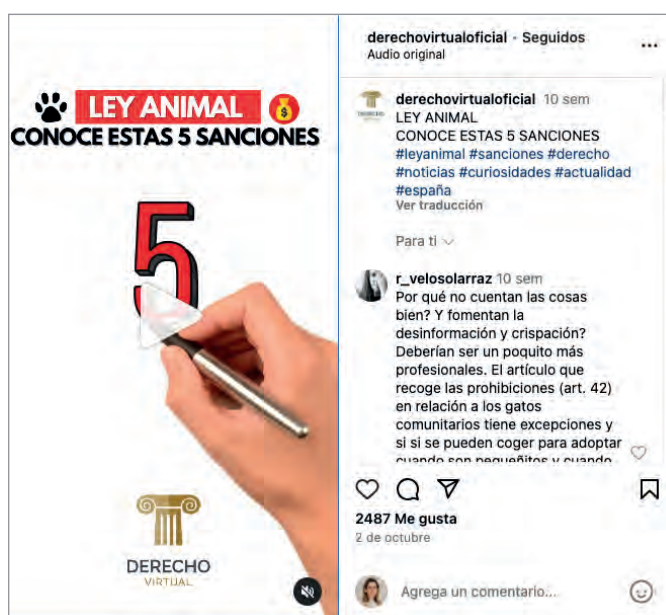 LEY ANIMAL
CONOCE ESTAS 5 SANCIONES
5
DERECHO
VIRTUAL
derechovirtualoficial · Seguidos
Audio original
derechovirtualoficial 10 sem
LEY ANIMAL
CONOCE ESTAS 5 SANCIONES
#leyanimal #sanciones #derecho
#noticias #curiosidades #actualidad
#españa
Ver traducción
Para ti
r_velosolarraz 10 sem
Por qué no cuentan las cosas
bien? Y fomentan la
desinformación y crispación?
Deberían ser un poquito más
profesionales. El artículo que
recoge las prohibiciones (art. 42)
en relación a los gatos
comunitarios tiene excepciones y
si si se pueden coger para adoptar
cuando son pequeñitos y cuando
2487 Me gusta
2 de octubre
Agrega un comentario...